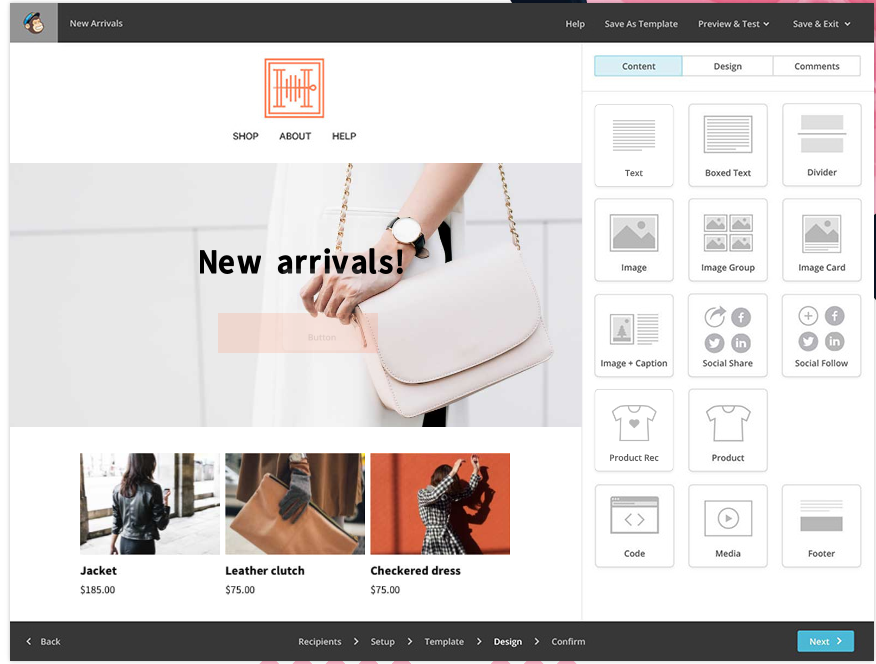 New Arrivals
Help Save As Template Preview & Test Save & Exit
SHOP ABOUT HELP
New arrivals!
Button
Jacket
$185.00
Leather clutch
$75.00
Checkered dress
$75.00
Content Design Comments
Text Boxed Text Divider
Image Image Group Image Card
Image + Caption Social Share Social Follow
Product Rec Product
Code Media Footer
Back Recipients Setup Template Design Confirm Next